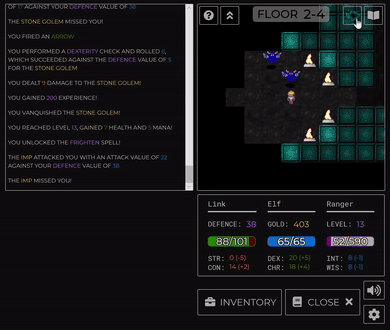 OF 17 AGAINST YOUR DEFENCE VALUE OF 38
THE STONE GOLEM MISSED YOU!
YOU FIRED AN ARROW
YOU PERFORMED A DEXTERITY CHECK AND ROLLED 6,
WHICH SUCCEEDED AGAINST THE DEFENCE VALUE OF 5
FOR THE STONE GOLEM
YOU DEALT 9 DAMAGE TO THE STONE GOLEM!
YOU GAINED 200 EXPERIENCE!
YOU VANQUISHED THE STONE GOLEM!
YOU REACHED LEVEL 13, GAINED 7 HEALTH AND 5 MANA!
YOU UNLOCKED THE FRIGHTEN SPELL!
THE IMP ATTACKED YOU WITH AN ATTACK VALUE OF 22
AGAINST YOUR DEFENCE VALUE OF 38
THE IMP MISSED YOU!
FLOOR 2-4
Link Elf Ranger
DEFENCE: 38 GOLD: 403 LEVEL: 13
88/101 65/65 52/590
STR: 0 (-5) DEX: 20 (+5) INT: 8 (-1)
CON: 14 (+2) CHR: 18 (+4) WIS: 8 (-1)
INVENTORY CLOSE